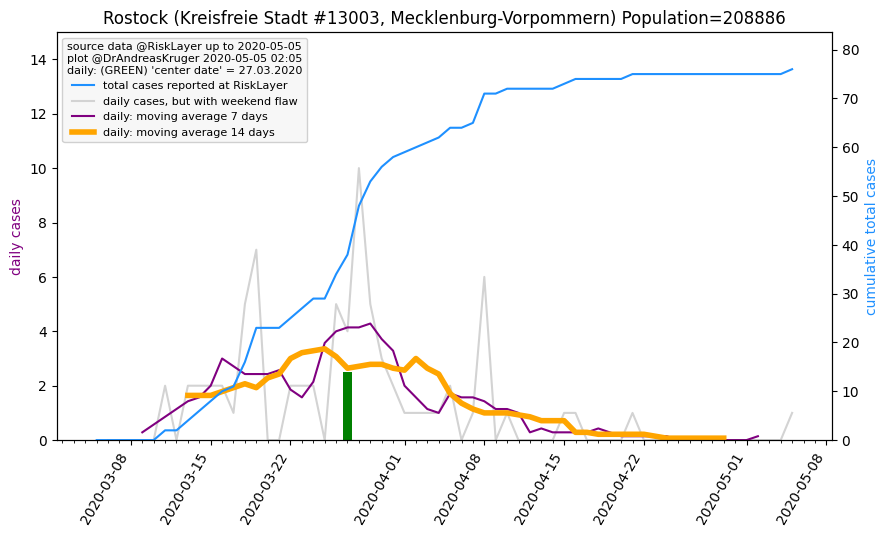 Rostock (Kreisfreie Stadt #13003, Mecklenburg-Vorpommern) Population=208886
source data @RiskLayer up to 2020-05-05
plot @DrAndreasKruger 2020-05-05 02:05
daily: (GREEN) 'center date' = 27.03.2020
total cases reported at RiskLayer
daily cases, but with weekend flaw
daily: moving average 7 days
daily: moving average 14 days
daily cases
14
12
10
8
6
4
2
0
cumulative total cases
80
70
60
50
40
30
20
10
0
2020-03-08
2020-03-15
2020-03-22
2020-04-01
2020-04-08
2020-04-15
2020-04-22
2020-05-01
2020-05-08